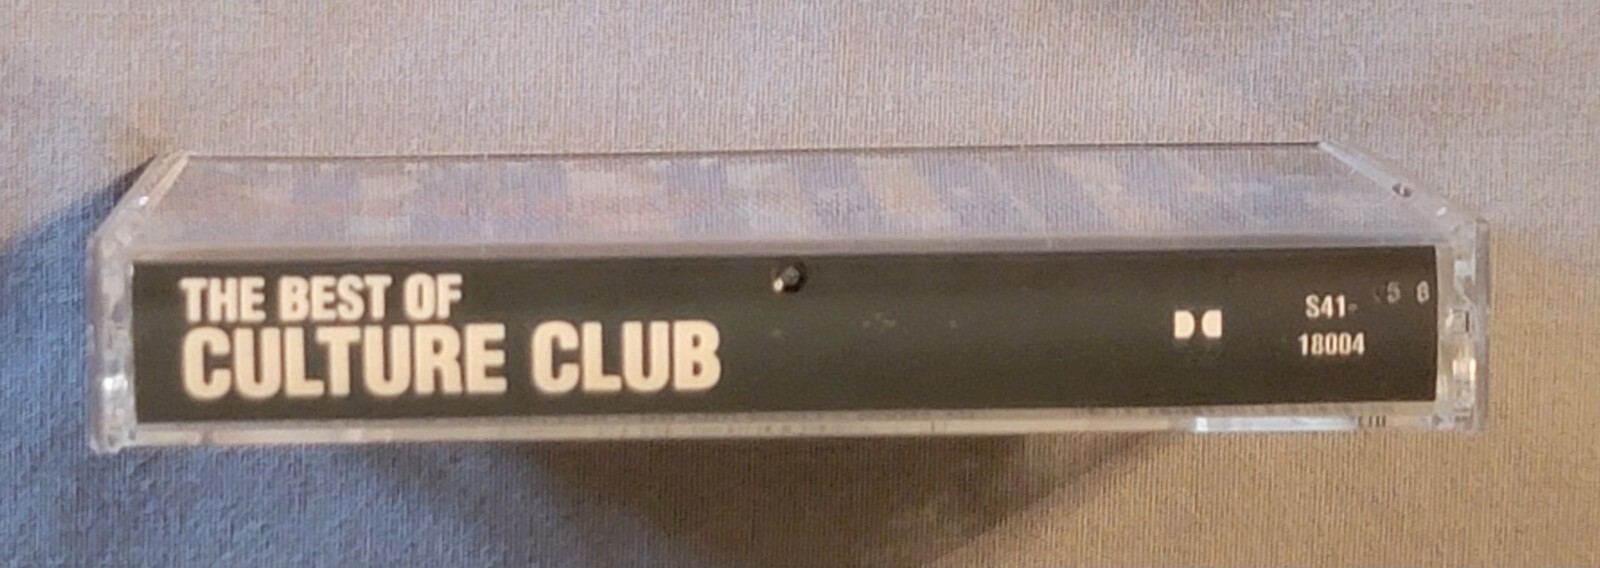 THE BEST OF
CULTURE CLUB
S41-
18004